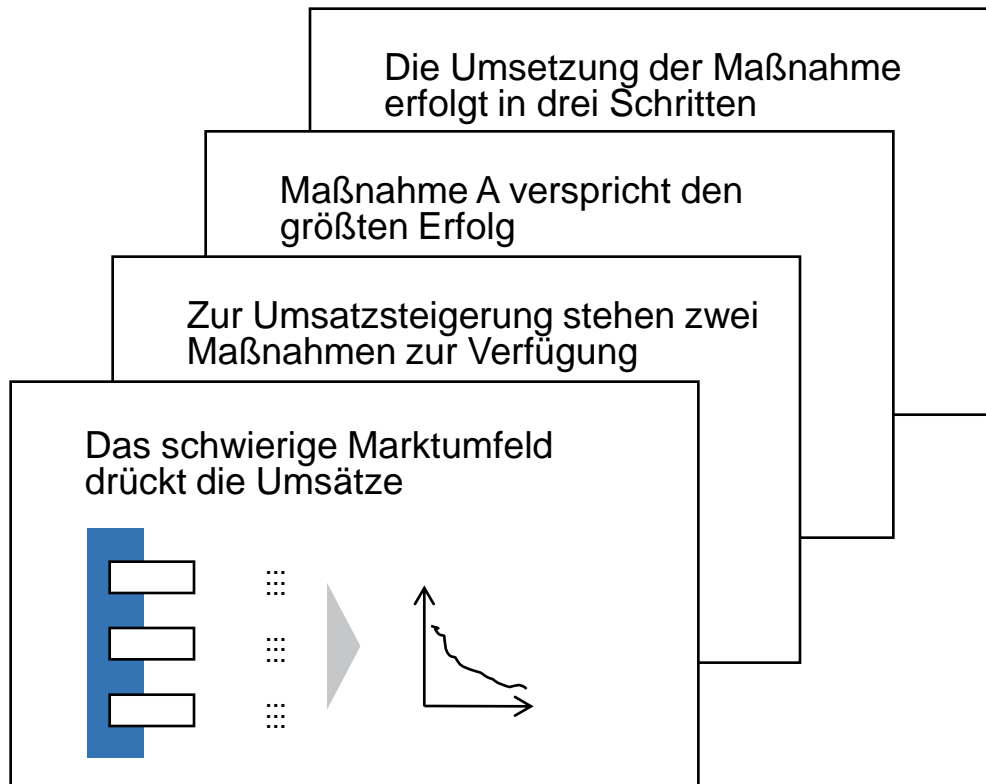 Die Umsetzung der Maßnahme
erfolgt in drei Schritten
Maßnahme A verspricht den
größten Erfolg
Zur Umsatzsteigerung stehen zwei
Maßnahmen zur Verfügung
Das schwierige Marktumfeld
drückt die Umsätze